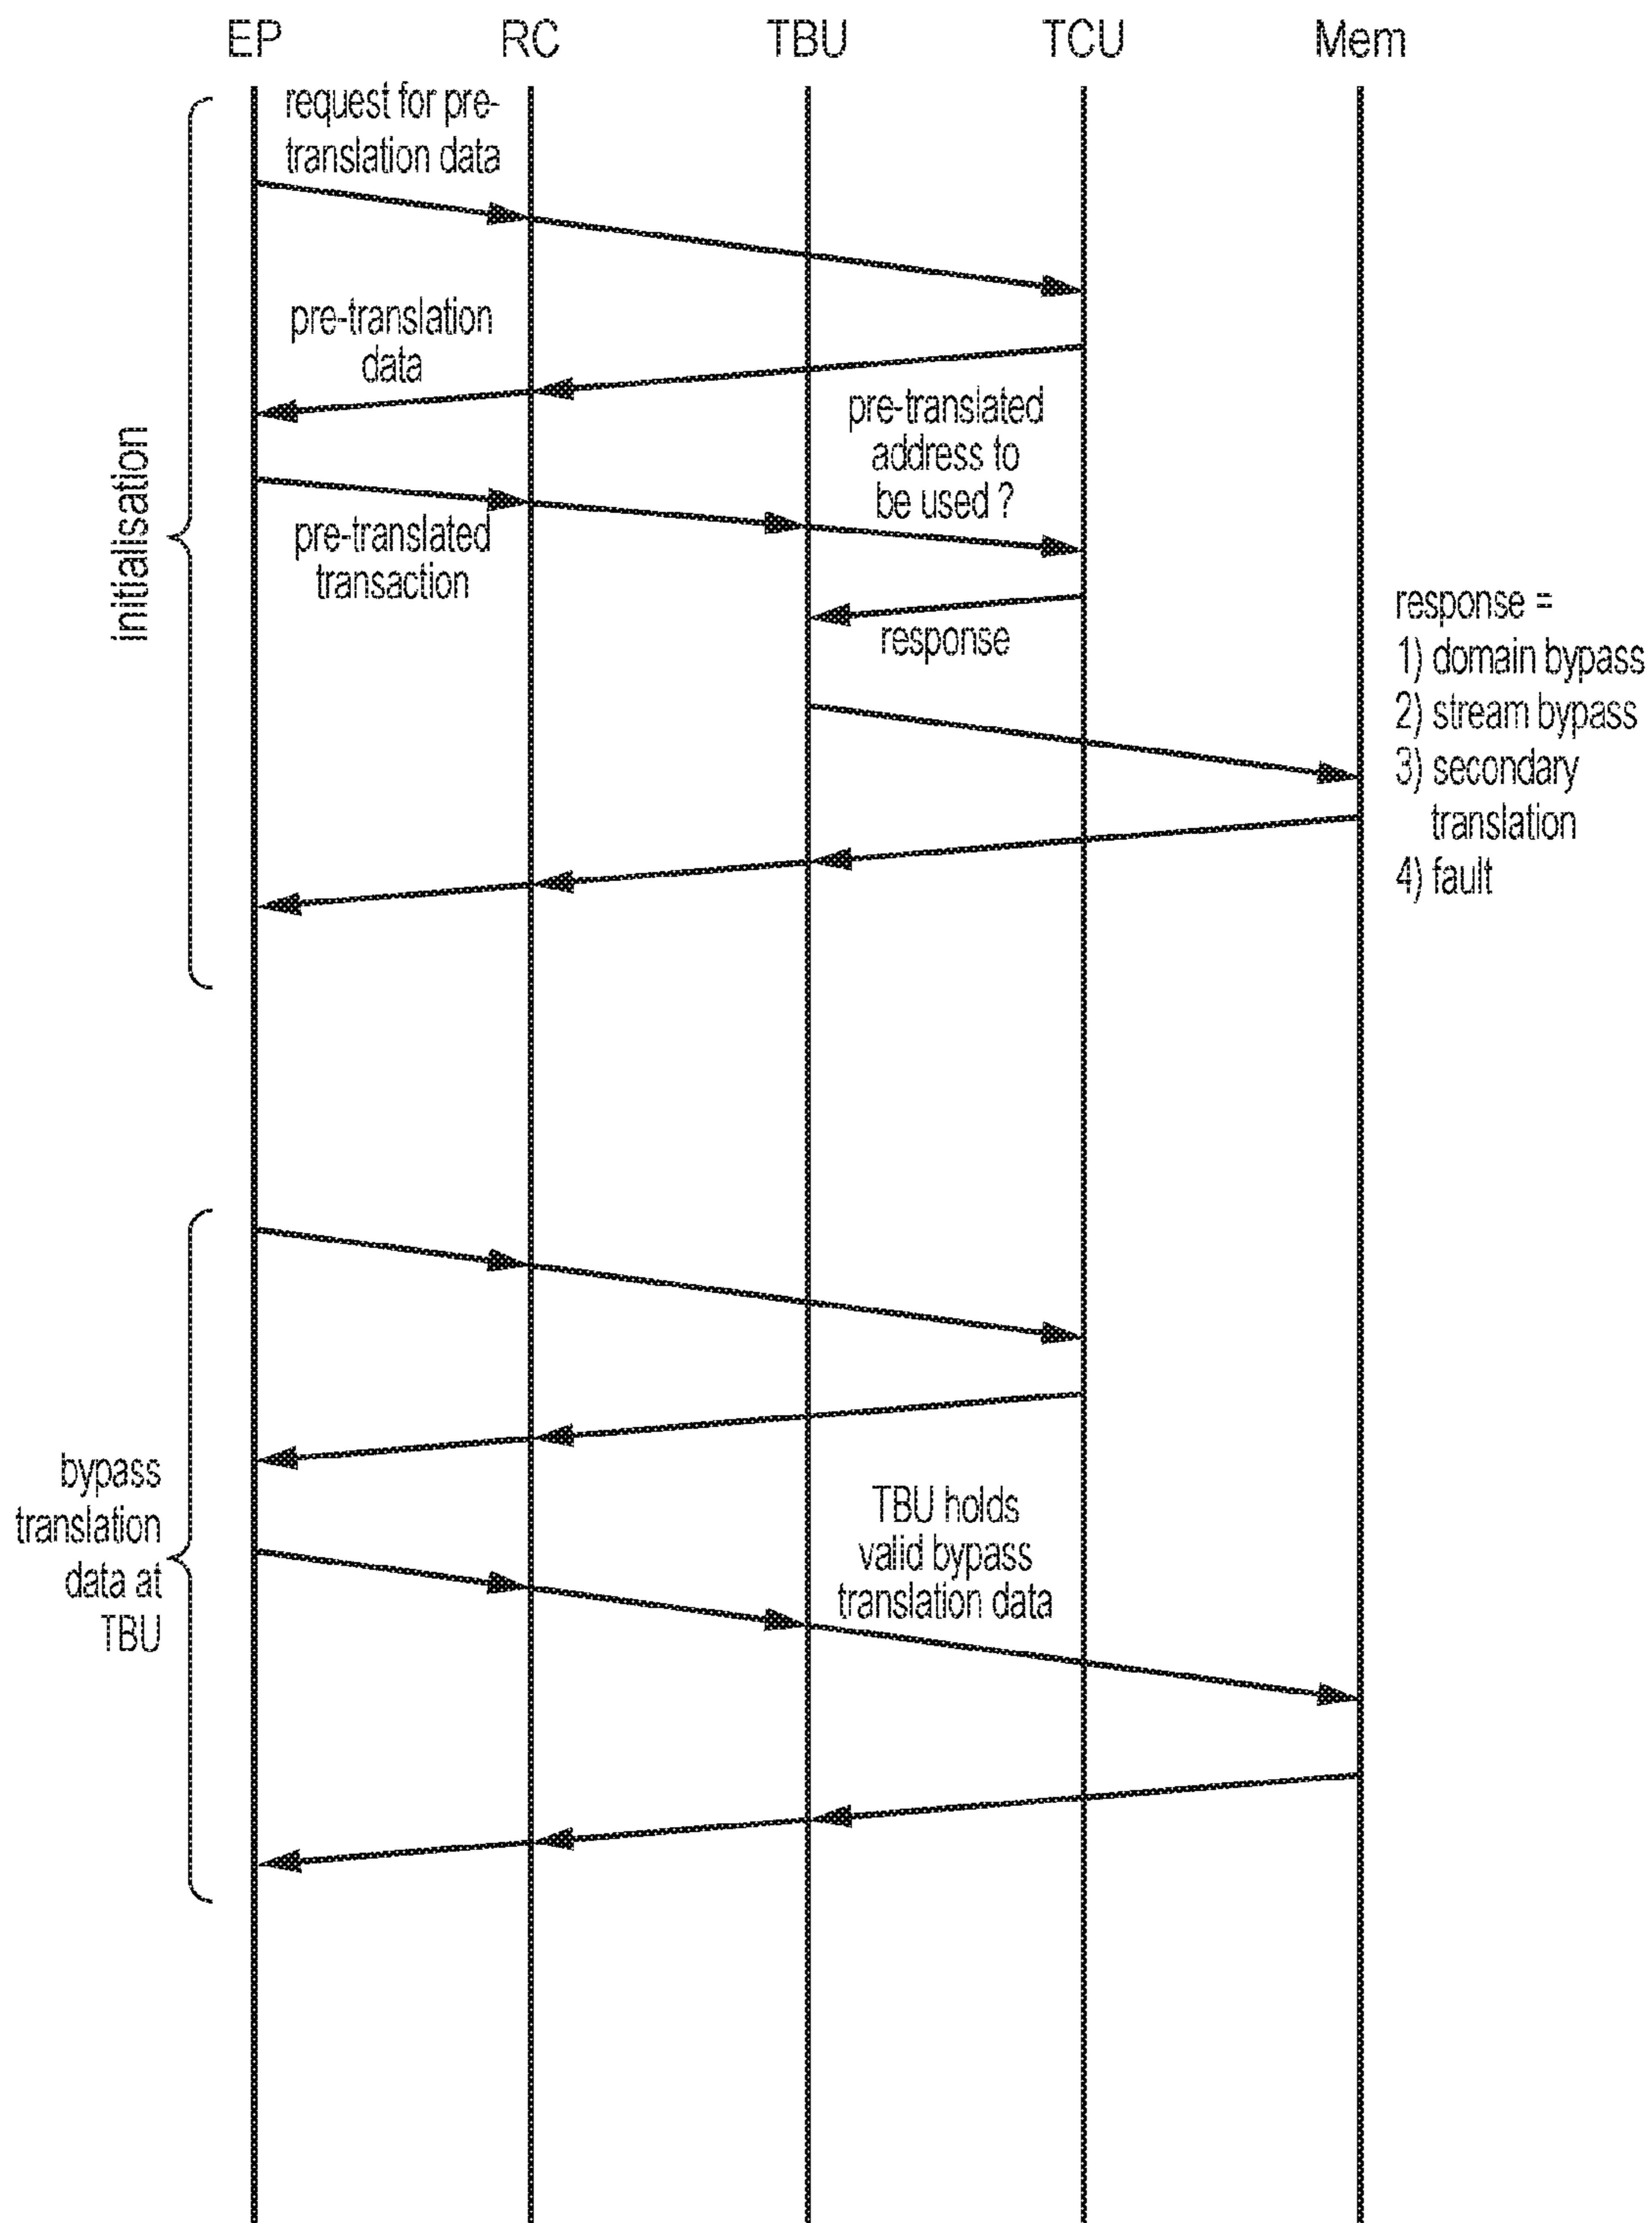 EP RC TBU TCU Mem
request for pre-
translation data
pre-translation
data
pre-translated
address to
be used ?
initialisation
pre-translated
transaction
response
response =
1) domain bypass
2) stream bypass
3) secondary
translation
4) fault
bypass
translation
data at
TBU
TBU holds
valid bypass
translation data